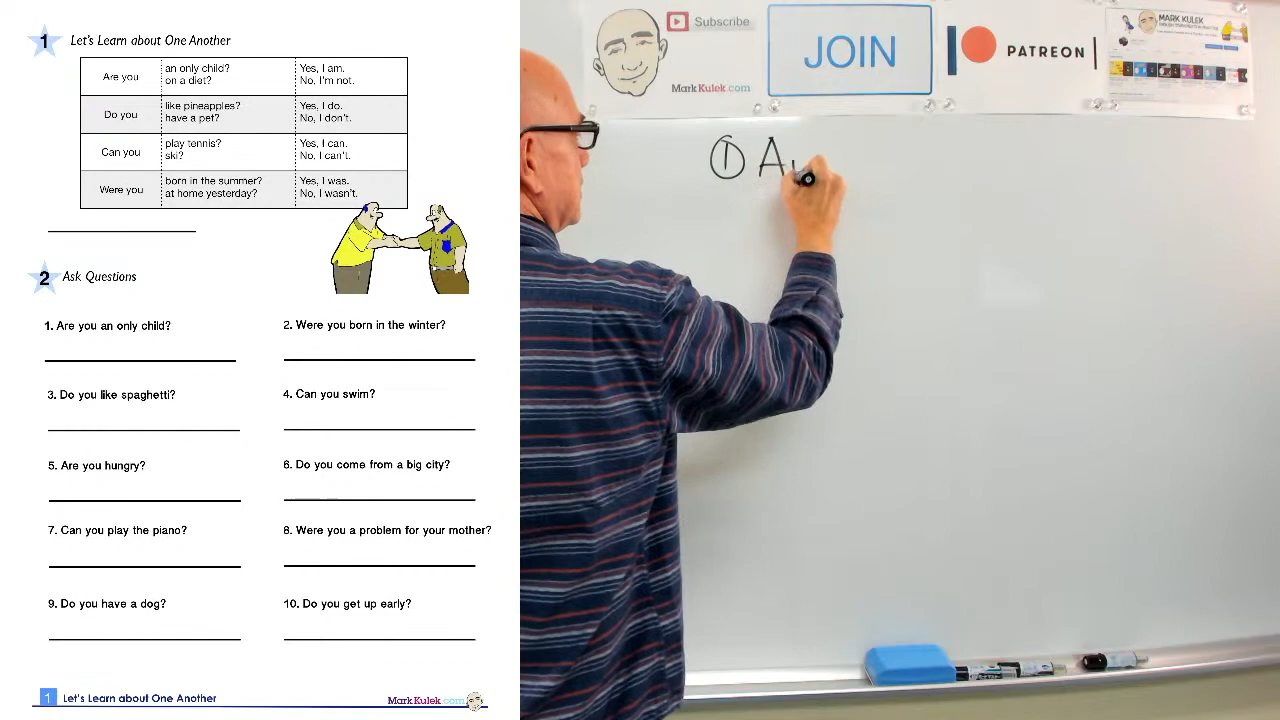 1 Let's Learn about One Another
Are you an only child? Yes, I am.
on a diet? No, I'm not.
Do you like pineapples? Yes, I do.
have a pet? No, I don't.
Can you play tennis? Yes, I can.
ski? No, I can't.
Were you born in the summer? Yes, I was.
at home yesterday? No, I wasn't.
2 Ask Questions
1. Are you an only child?
2. Were you born in the winter?
3. Do you like spaghetti?
4. Can you swim?
5. Are you hungry?
6. Do you come from a big city?
7. Can you play the piano?
8. Were you a problem for your mother?
9. Do you have a dog?
10. Do you get up early?
1 Let's Learn about One Another
MarkKulek.com
Subscribe
MarkKulek.com
JOIN
PATREON
MARK KULEK
① A